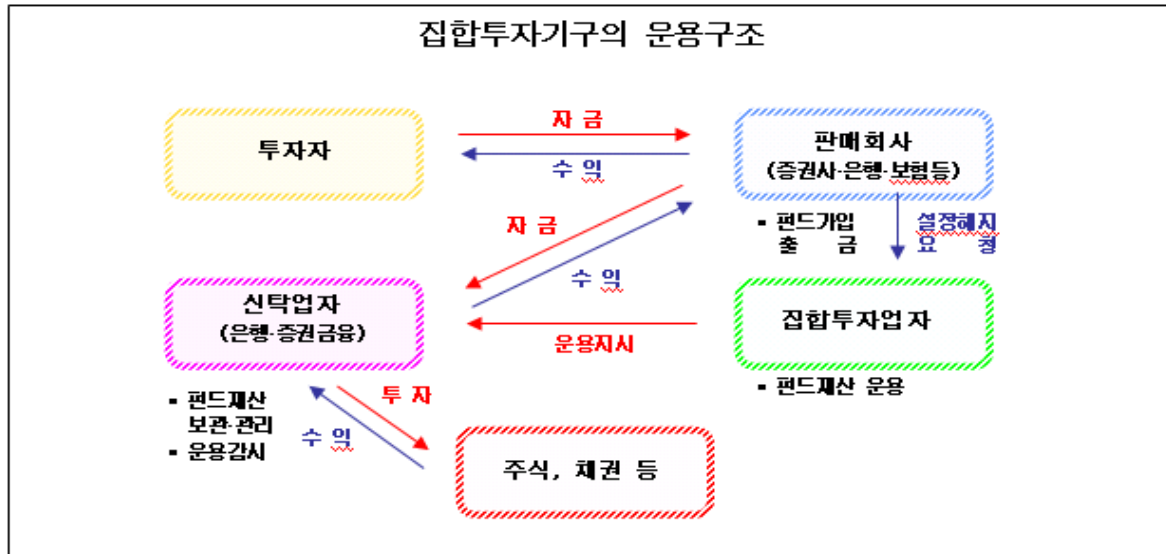 집합투자기구의 운용구조
투자자
자 금
수 익
판매회사
(증권사·은행·보험등)
▪ 펀드가입
출 금
설정해지
요 청
자 금
수 익
신탁업자
(은행·증권금융)
운용지시
집합투자업자
▪ 펀드재산
보관·관리
▪ 운용감시
투 자
수 익
▪ 펀드재산 운용
주식, 채권 등